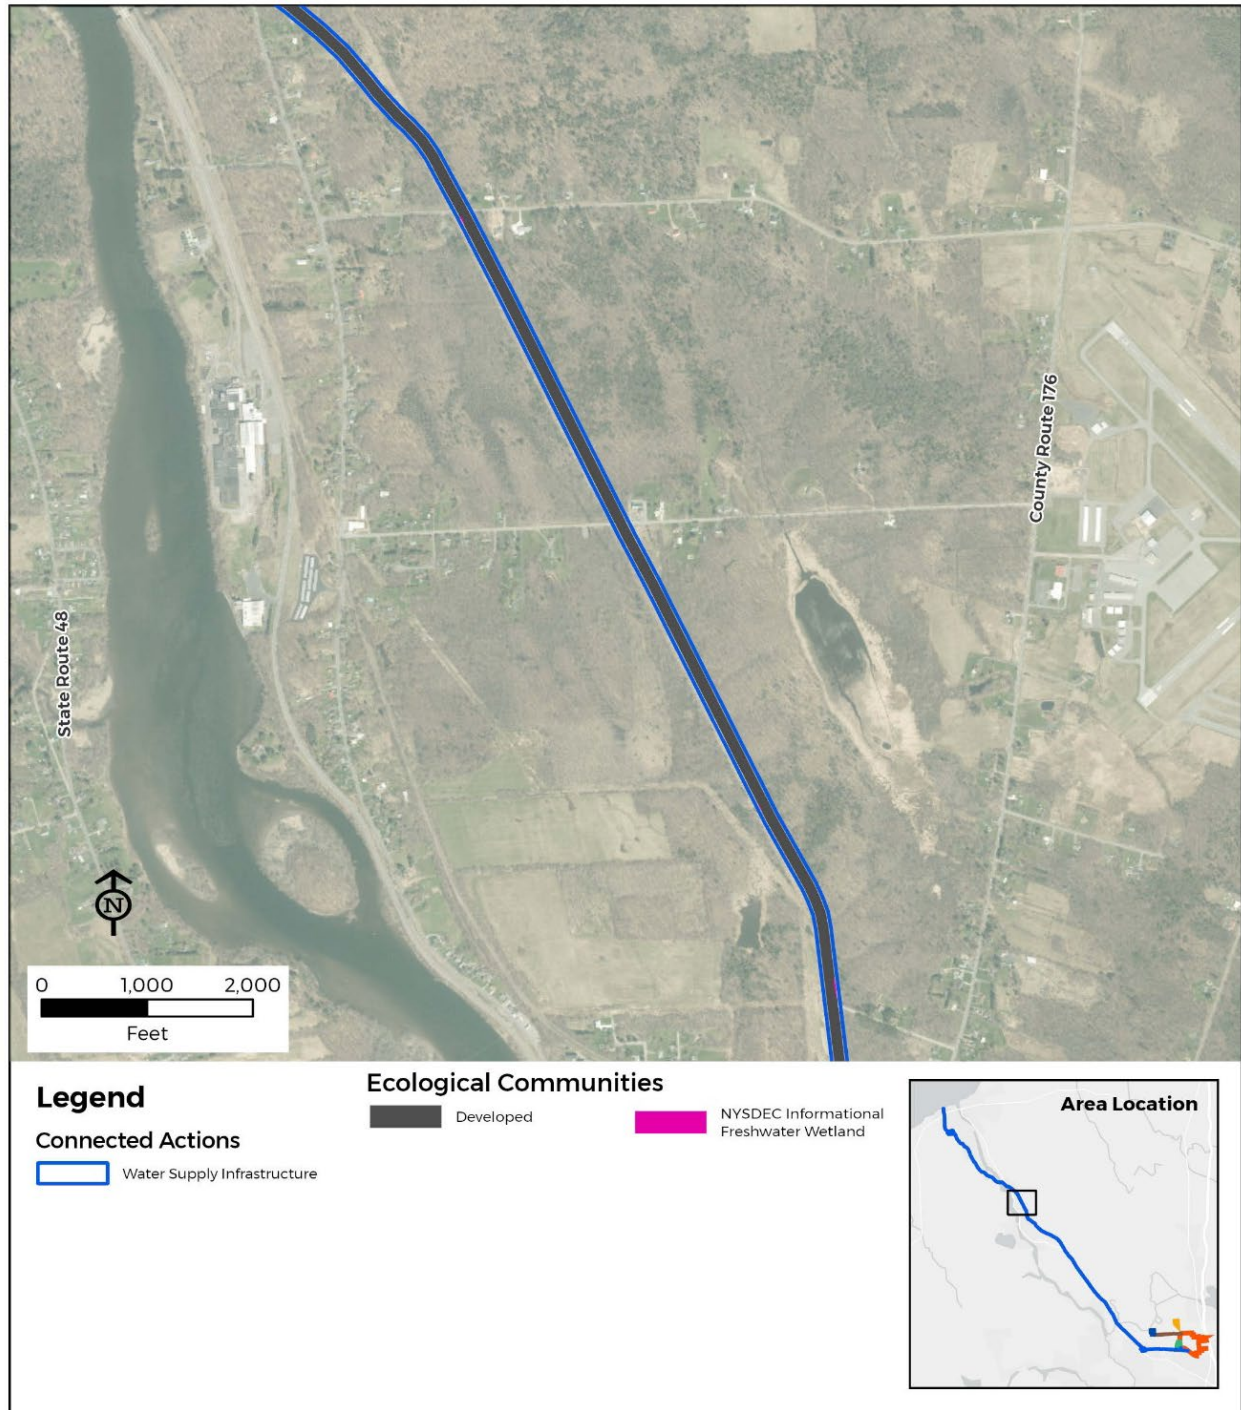 County Route 176
State Route 48
N
0 1,000 2,000
Feet
Legend
Connected Actions
Water Supply Infrastructure
Ecological Communities
Developed
NYSDEC Informational
Freshwater Wetland
Area Location